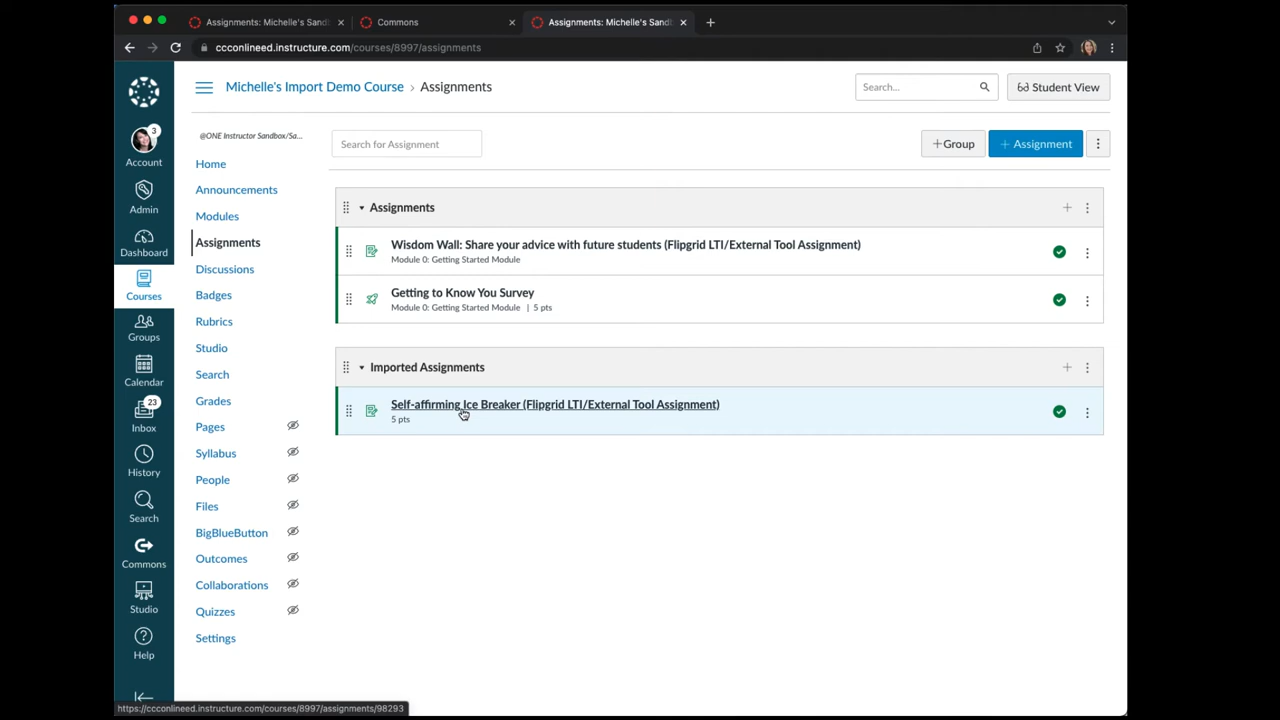 Assignments: Michelle's Sandb
Commons
Assignments: Michelle's Sandb
ccconlineed.instructure.com/courses/8997/assignments
Michelle's Import Demo Course › Assignments
Search...
Student View
3
Account
Admin
Dashboard
Courses
Groups
Calendar
23
Inbox
History
Search
Commons
Studio
Help
@ONE Instructor Sandbox/Sa...
Home
Announcements
Modules
Assignments
Discussions
Badges
Rubrics
Studio
Search
Grades
Pages
Syllabus
People
Files
BigBlueButton
Outcomes
Collaborations
Quizzes
Settings
Search for Assignment
+Group
+ Assignment
Assignments
Wisdom Wall: Share your advice with future students (Flipgrid LTI/External Tool Assignment)
Module 0: Getting Started Module
Getting to Know You Survey
Module 0: Getting Started Module | 5 pts
Imported Assignments
Self-affirming Ice Breaker (Flipgrid LTI/External Tool Assignment)
5 pts
https://ccconlineed.instructure.com/courses/8997/assignments/98293